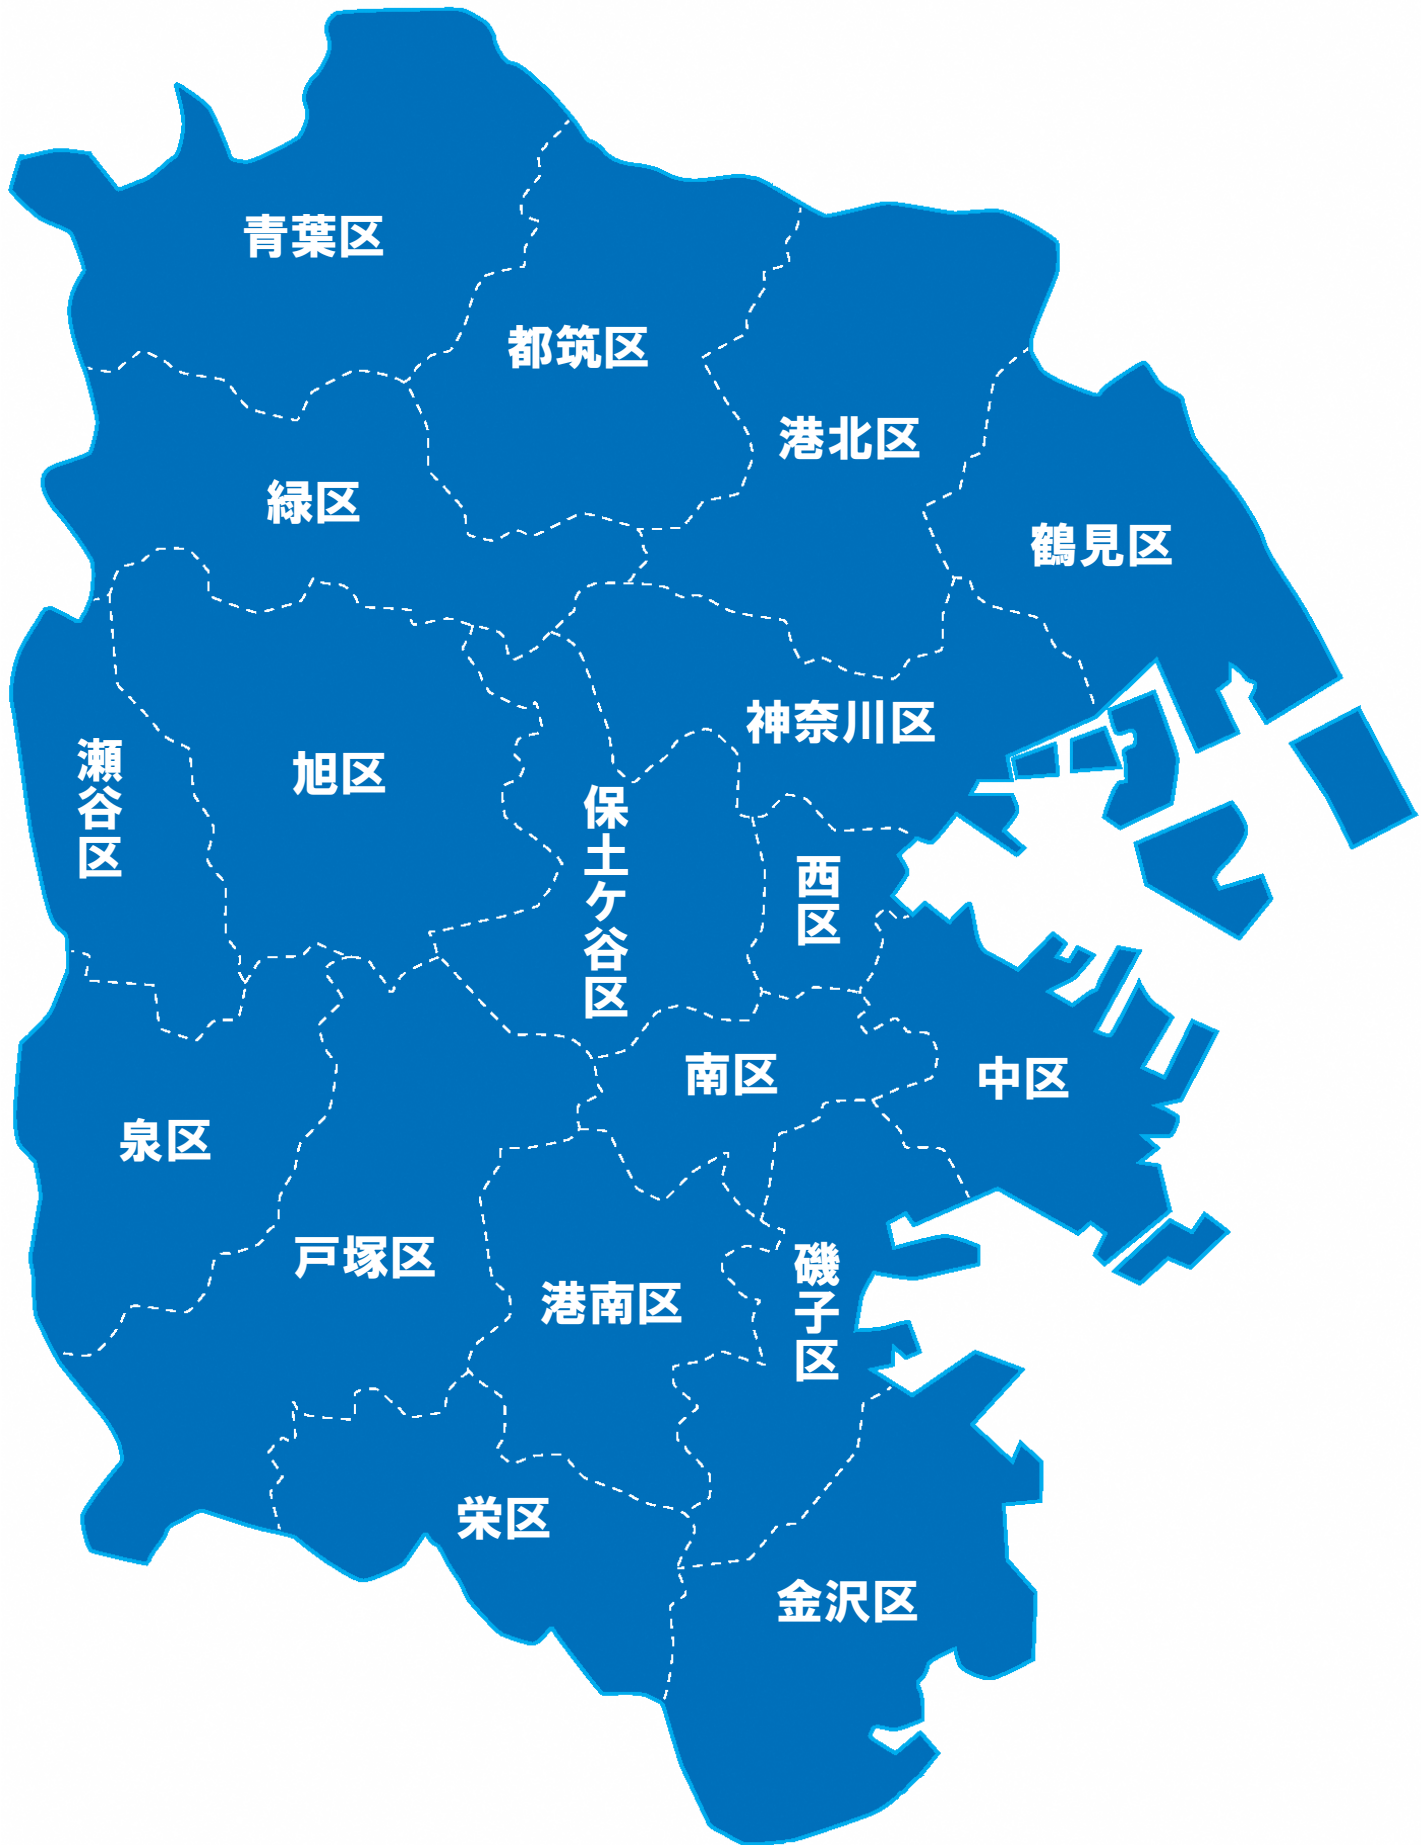 青葉区
都筑区
港北区
緑区
鶴見区
神奈川区
瀬谷区
旭区
保土ケ谷区
西区
南区
中区
泉区
戸塚区
港南区
磯子区
栄区
金沢区